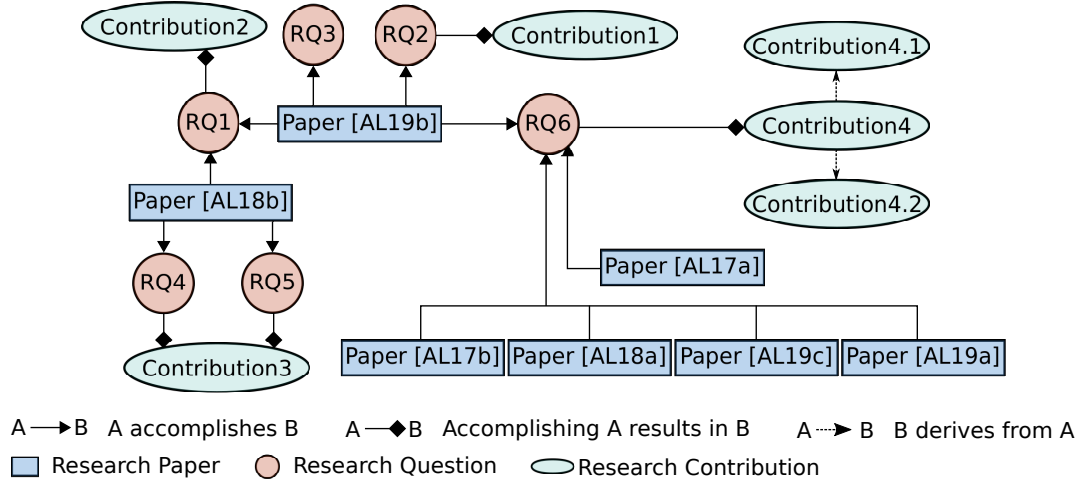 Contribution2
RQ3
RQ2
Contribution1
Contribution4.1
RQ1
Paper [AL19b]
RQ6
Contribution4
Paper [AL18b]
Contribution4.2
RQ4
RQ5
Paper [AL17a]
Contribution3
Paper [AL17b]
Paper [AL18a]
Paper [AL19c]
Paper [AL19a]
A B A accomplishes B
A B Accomplishing A results in B
A B B derives from A
Research Paper
Research Question
Research Contribution